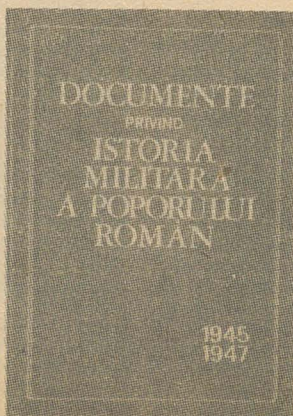 DOCUMENTE
PRIVIND
ISTORIA
MILITARĂ
A POPORULUI
ROMÂN
1945
1947